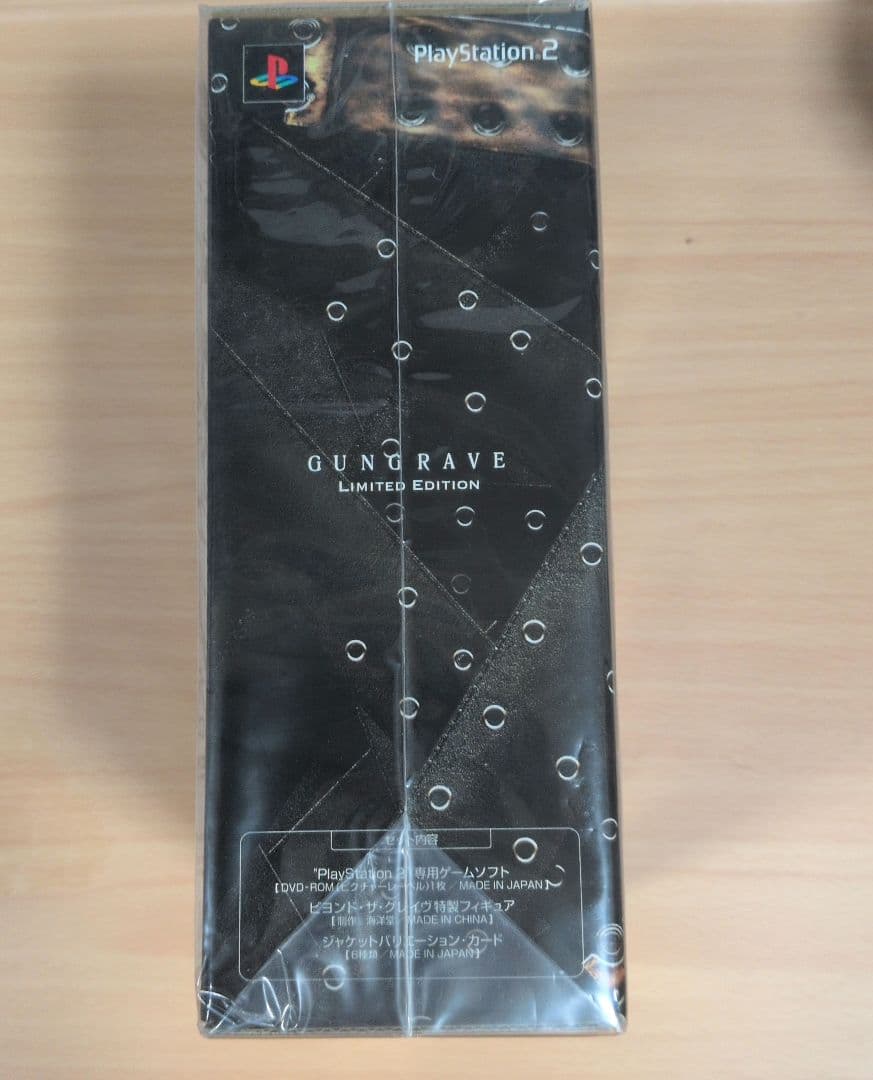 PlayStation 2
GUNGRAVE
LIMITED EDITION
セット内容
"PlayStation 2"専用ゲームソフト
【DVD-ROM(ピクチャーレーベル)1枚／MADE IN JAPAN】
ビヨンド・ザ・グレイヴ特製フィギュア
【制作：海洋堂／MADE IN CHINA】
ジャケットバリエーション・カード
【6種類／MADE IN JAPAN】